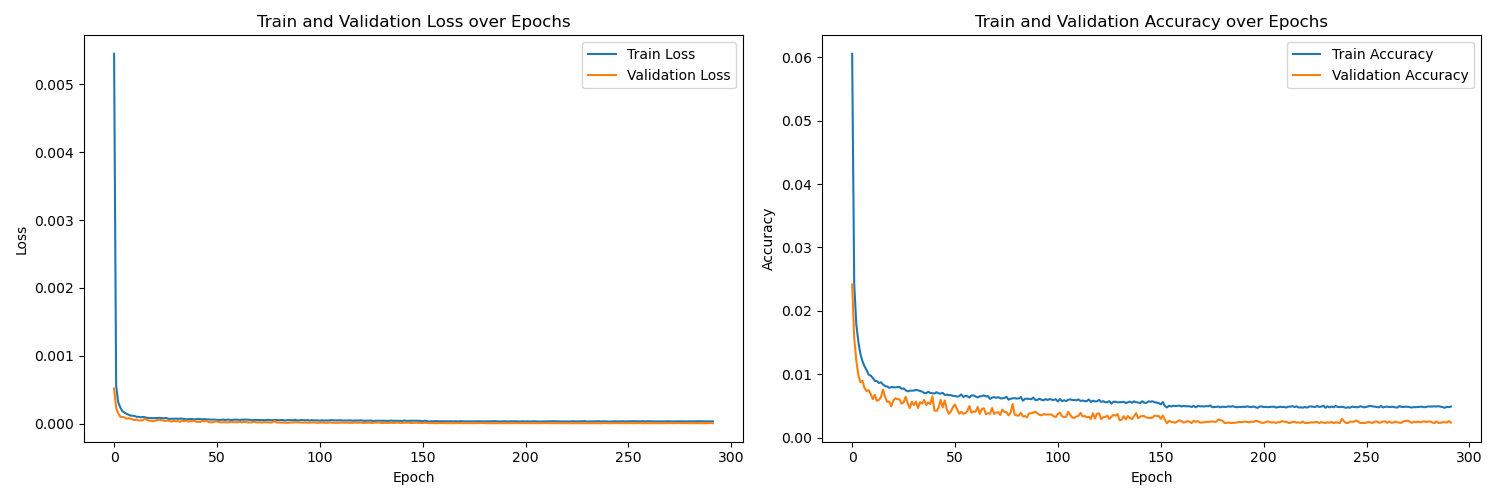 Train and Validation Loss over Epochs
Train Loss
Validation Loss
0.005
0.004
0.003
0.002
0.001
0.000
Loss
0 50 100 150 200 250 300
Epoch
Train and Validation Accuracy over Epochs
Train Accuracy
Validation Accuracy
0.06
0.05
0.04
0.03
0.02
0.01
0.00
Accuracy
0 50 100 150 200 250 300
Epoch